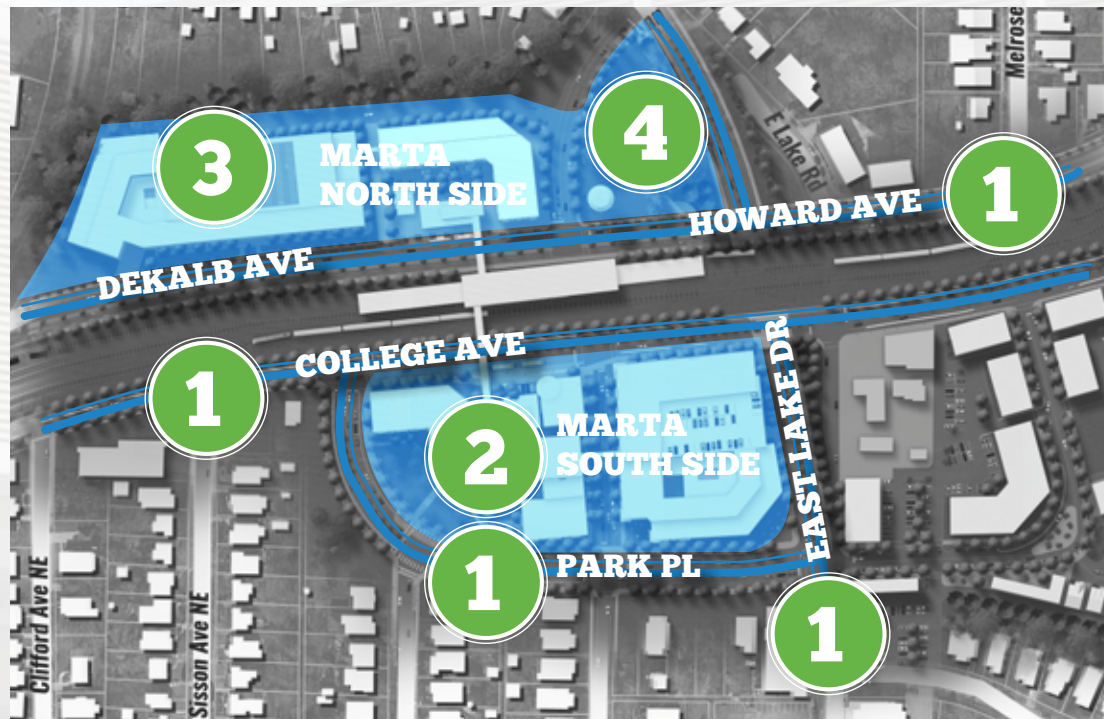 Melrose
4
3
MARTA
NORTH SIDE
E Lake Rd
1
HOWARD AVE
DEKALB AVE
COLLEGE AVE
1
EAST LAKE DR
MARTA
SOUTH SIDE
2
PARK PL
1
1
Clifford Ave NE
Sisson Ave NE